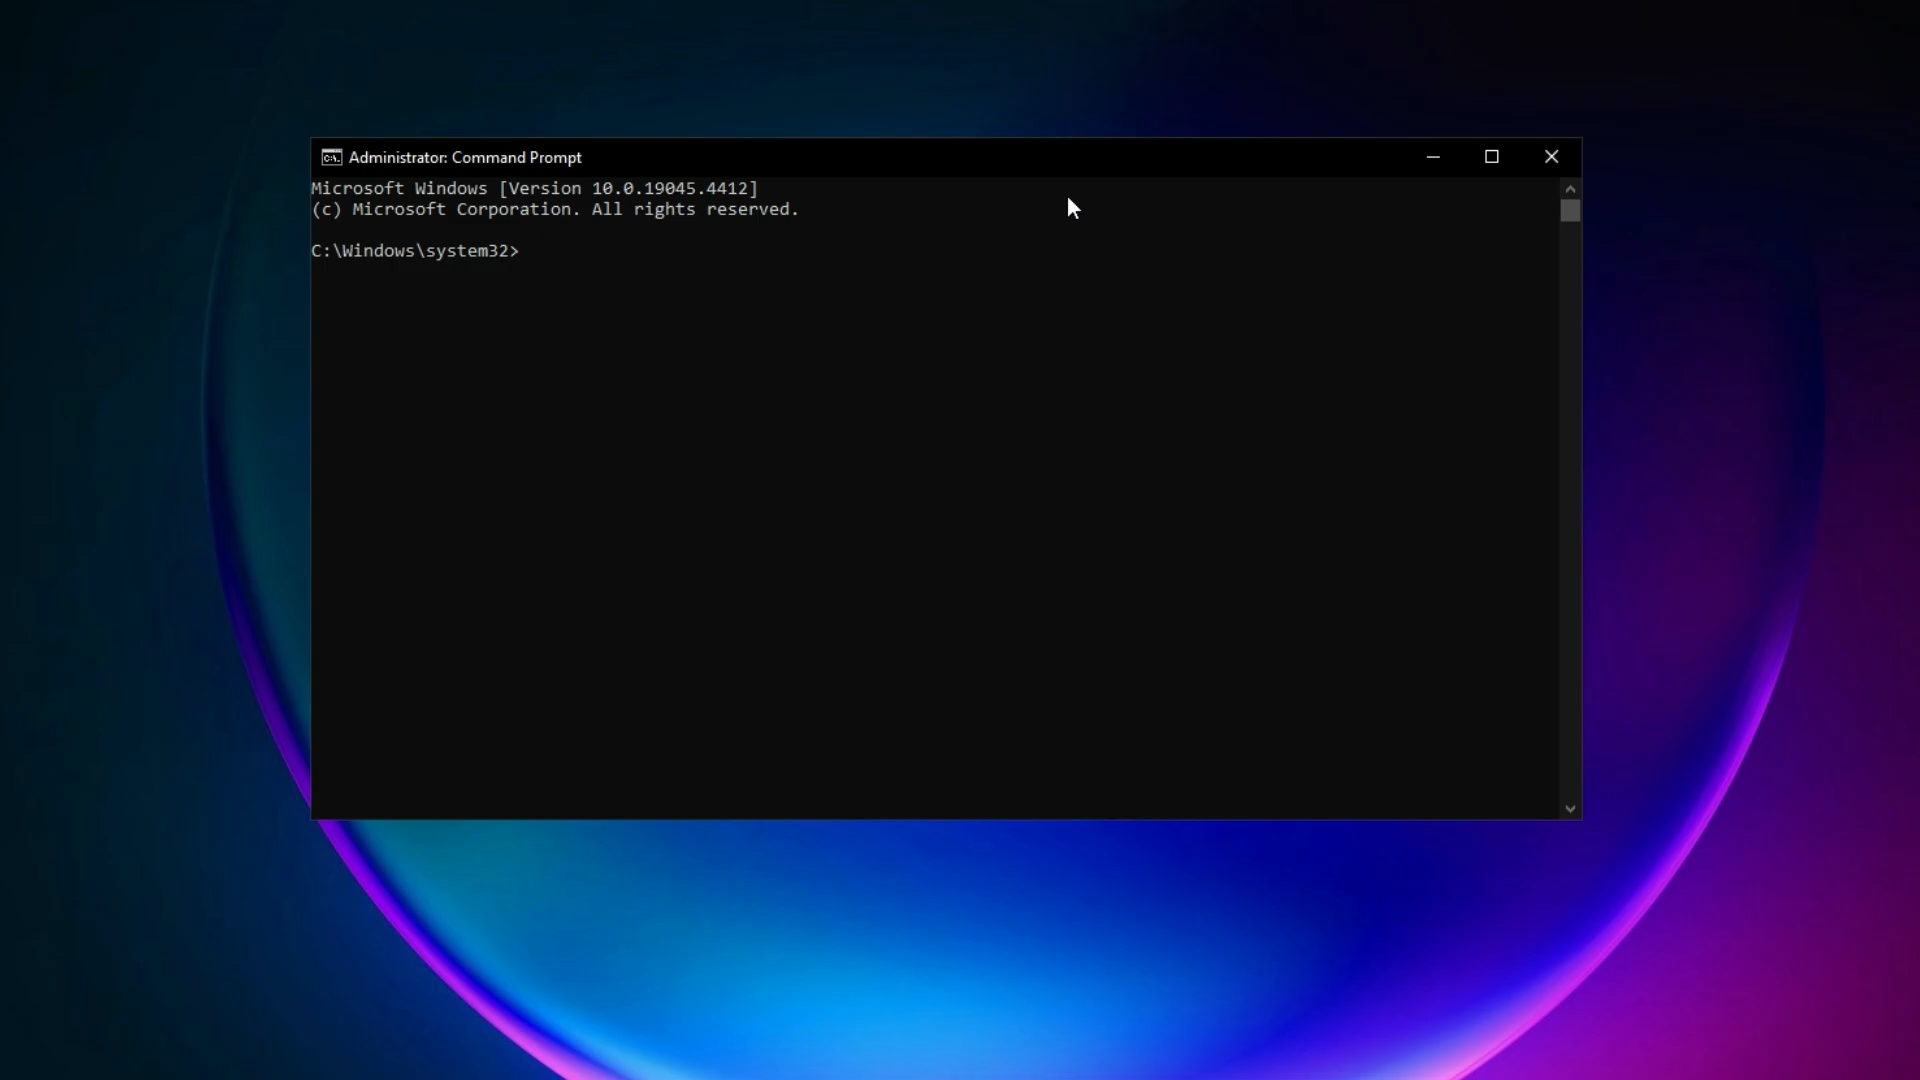 Administrator: Command Prompt
Microsoft Windows [Version 10.0.19045.4412]
(c) Microsoft Corporation. All rights reserved.
C:\Windows\system32>